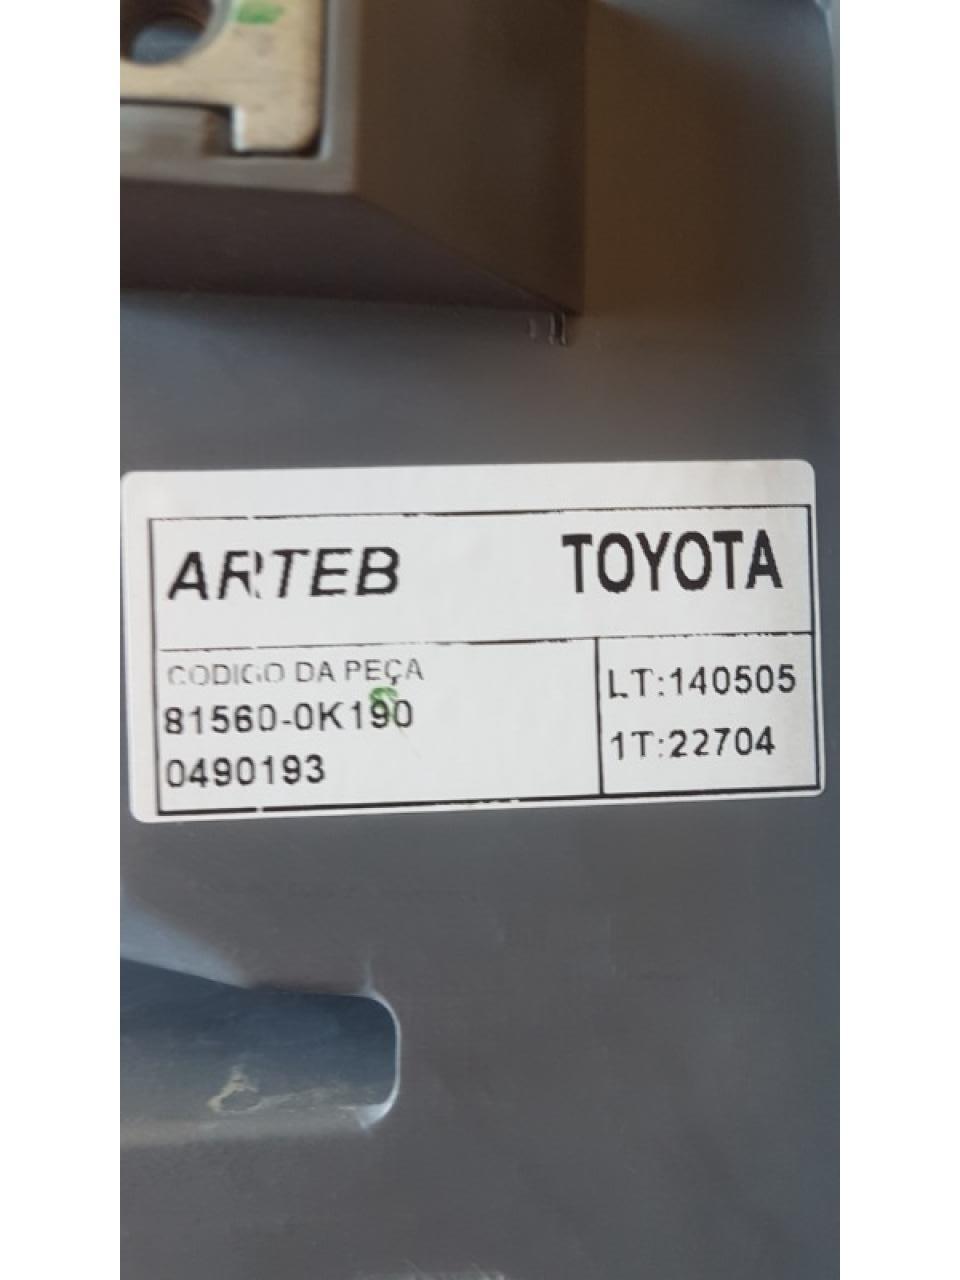 ARTEB TOYOTA
CODIGO DA PEÇA
81560-0K190
0490193
LT:140505
1T:22704